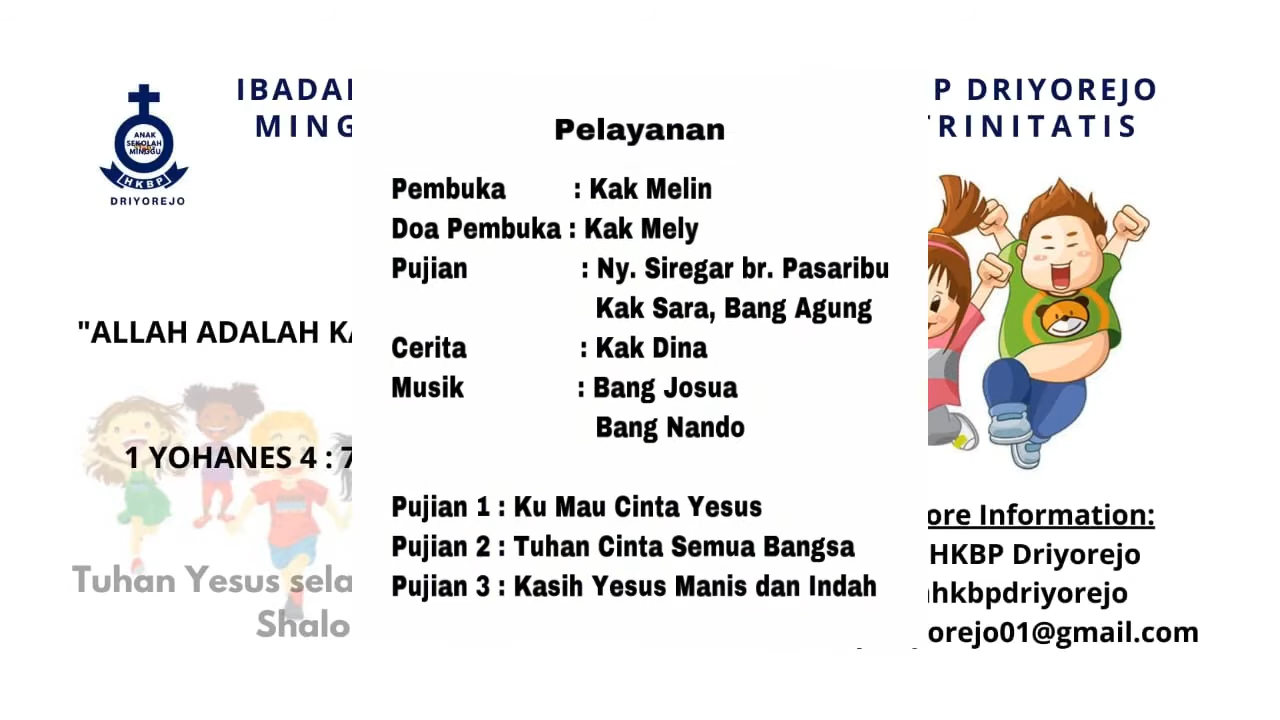 IBADA
P DRIYOREJO
MING
TRINITATIS
ANAK
SEKOLAH
MINGGU
HKBP
DRIYOREJO
"ALLAH ADALAH KA
1 YOHANES 4 : 7
Tuhan Yesus sela
Shalo
Pelayanan
Pembuka : Kak Melin
Doa Pembuka : Kak Mely
Pujian : Ny. Siregar br. Pasaribu
Kak Sara, Bang Agung
Cerita : Kak Dina
Musik : Bang Josua
Bang Nando
Pujian 1 : Ku Mau Cinta Yesus
Pujian 2 : Tuhan Cinta Semua Bangsa
Pujian 3 : Kasih Yesus Manis dan Indah
ore Information:
HKBP Driyorejo
hkbpdriyorejo
orejo01@gmail.com